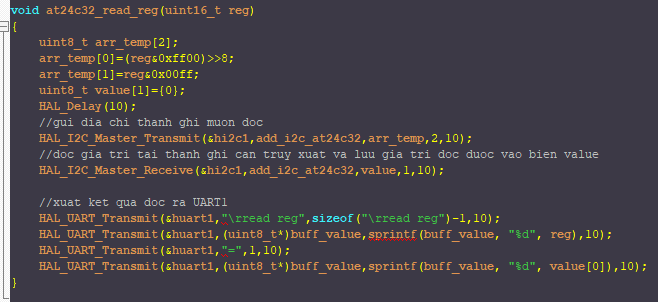 void at24c32_read_reg(uint16_t reg)
{
uint8_t arr_temp[2];
arr_temp[0]=(reg&0xff00)>>8;
arr_temp[1]=reg&0x00ff;
uint8_t value[1]={0};
HAL_Delay(10);
//gui dia chi thanh ghi muon doc
HAL_I2C_Master_Transmit(&hi2c1,add_i2c_at24c32,arr_temp,2,10);
//doc gia tri tai thanh ghi can truy xuat va luu gia tri doc duoc vao bien value
HAL_I2C_Master_Receive(&hi2c1,add_i2c_at24c32,value,1,10);
//xuat ket qua doc ra UART1
HAL_UART_Transmit(&huart1,"\rread reg",sizeof("\rread reg")-1,10);
HAL_UART_Transmit(&huart1,(uint8_t*)buff_value,sprintf(buff_value, "%d", reg),10);
HAL_UART_Transmit(&huart1,"=",1,10);
HAL_UART_Transmit(&huart1,(uint8_t*)buff_value,sprintf(buff_value, "%d", value[0]),10);
}